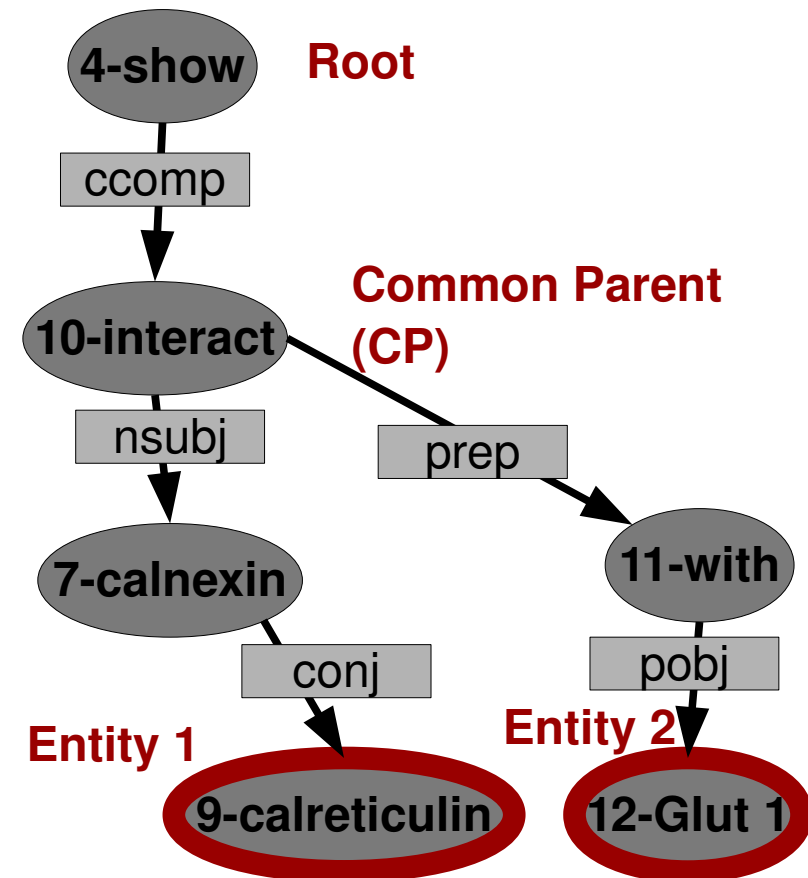 4-show
Root
ccomp
Common Parent
(CP)
10-interact
nsubj
prep
7-calnexin
11-with
conj
pobj
Entity 1
Entity 2
9-calreticulin
12-Glut 1